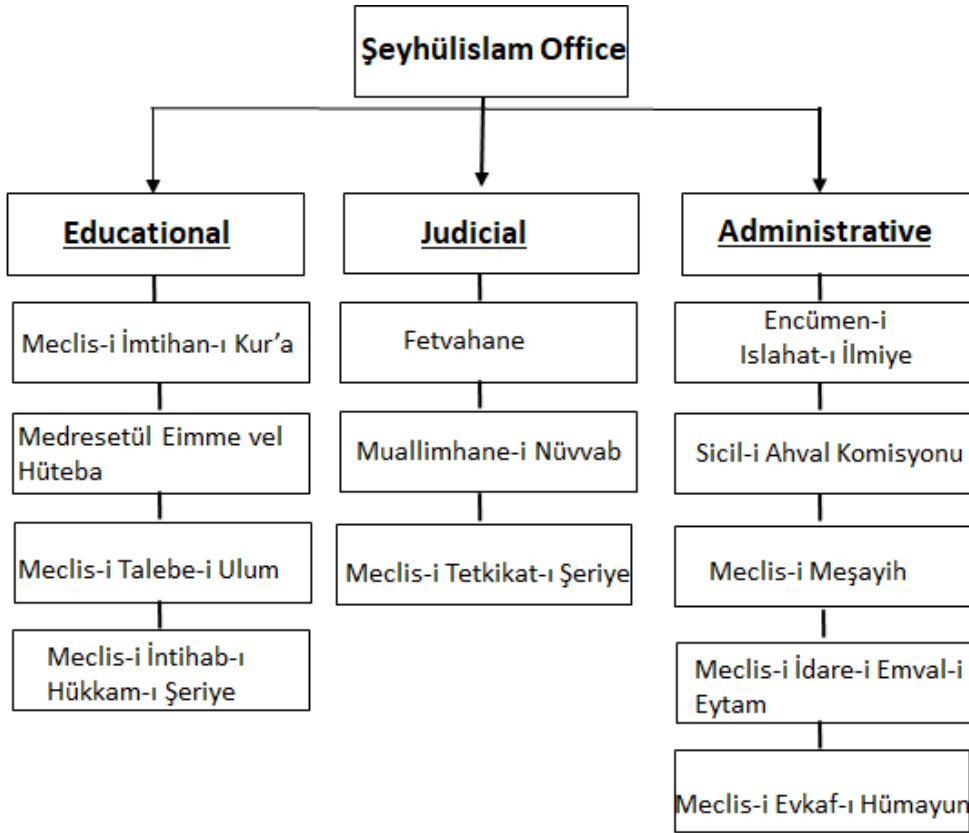 Şeyhülislam Office
Educational
Meclis-i İmtihan-ı Kur’a
Medresetül Eimme vel
Hüteba
Meclis-i Talebe-i Ulum
Meclis-i İntihab-ı
Hükkam-ı Şeriye
Judicial
Fetvahane
Muallimhane-i Nüvvab
Meclis-i Tetkikat-ı Şeriye
Administrative
Encümen-i
Islahat-ı İlmiye
Sicil-i Ahval Komisyonu
Meclis-i Meşayih
Meclis-i İdare-i Emval-i
Eytam
Meclis-i Evkaf-ı Hümayun